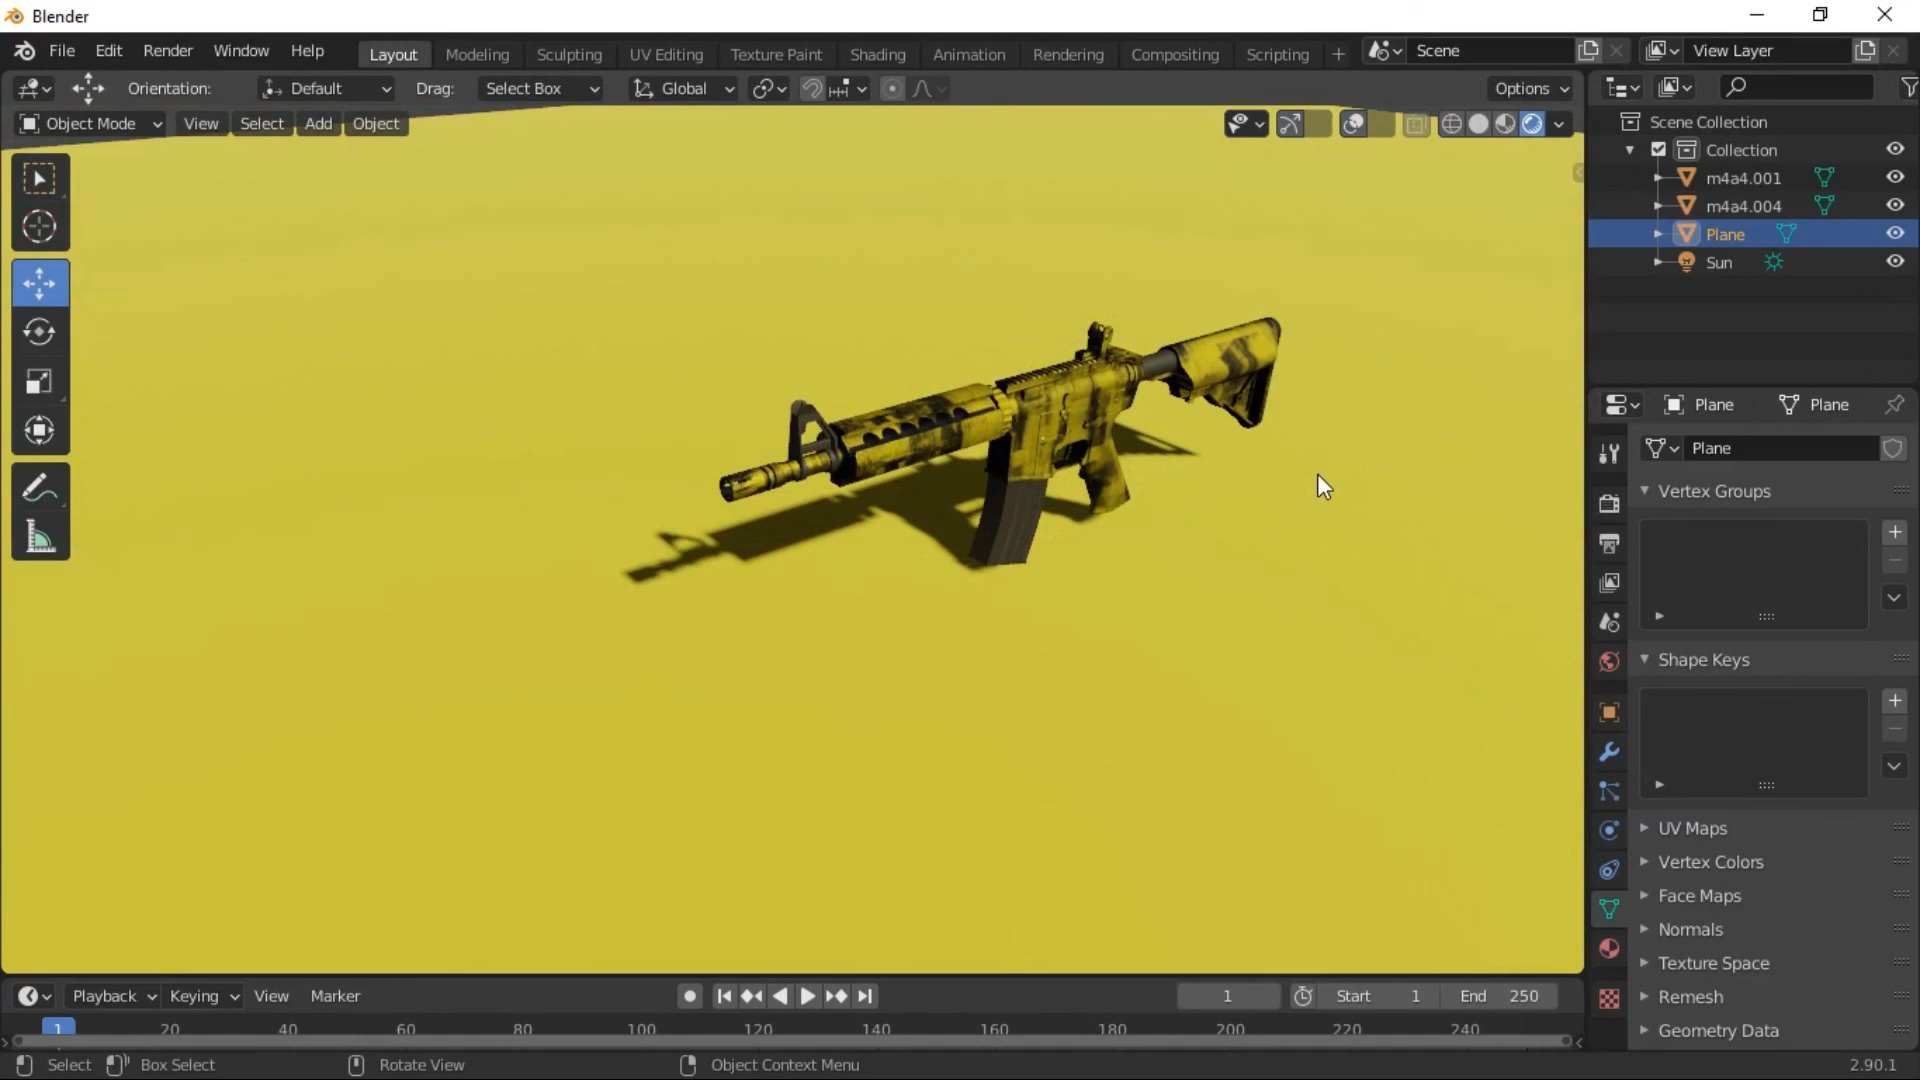 Blender
File Edit Render Window Help Layout Modeling Sculpting UV Editing Texture Paint Shading Animation Rendering Compositing Scripting + Scene View Layer
Orientation: Default Drag: Select Box Global Options
Object Mode View Select Add Object
Scene Collection
Collection
m4a4.001
m4a4.004
Plane
Sun
Plane Plane
Plane
Vertex Groups
Shape Keys
UV Maps
Vertex Colors
Face Maps
Normals
Texture Space
Remesh
Geometry Data
Playback Keying View Marker 1 Start 1 End 250
1 20 40 60 80 100 120 140 160 180 200 220 240
Select Box Select Rotate View Object Context Menu 2.90.1